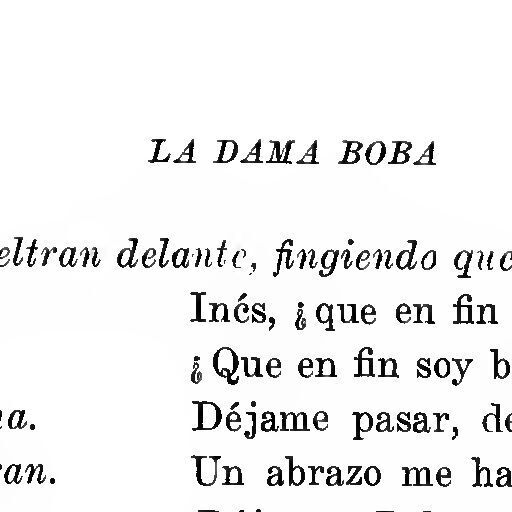 LA DAMA BOBA
eltran delante, fingiendo que
Inés, ¿que en fin
¿Que en fin soy b
a. Déjame pasar, de
an. Un abrazo me ha